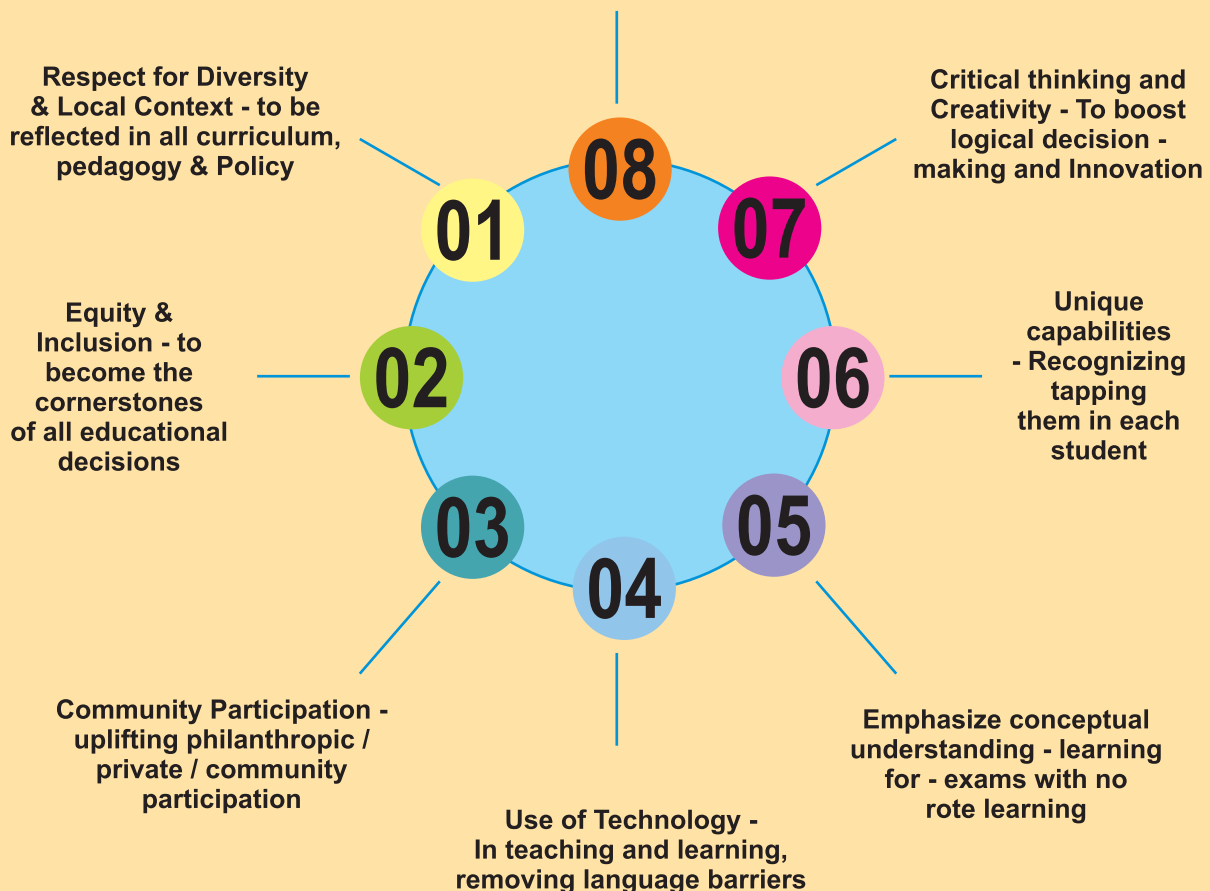 08
Respect for Diversity
& Local Context - to be
reflected in all curriculum,
pedagogy & Policy
01
Critical thinking and
Creativity - To boost
logical decision -
making and Innovation
07
Equity &
Inclusion - to
become the
cornerstones
of all educational
decisions
02
Unique
capabilities
- Recognizing
tapping
them in each
student
06
03
Community Participation -
uplifting philanthropic /
private / community
participation
05
Emphasize conceptual
understanding - learning
for - exams with no
rote learning
04
Use of Technology -
In teaching and learning,
removing language barriers